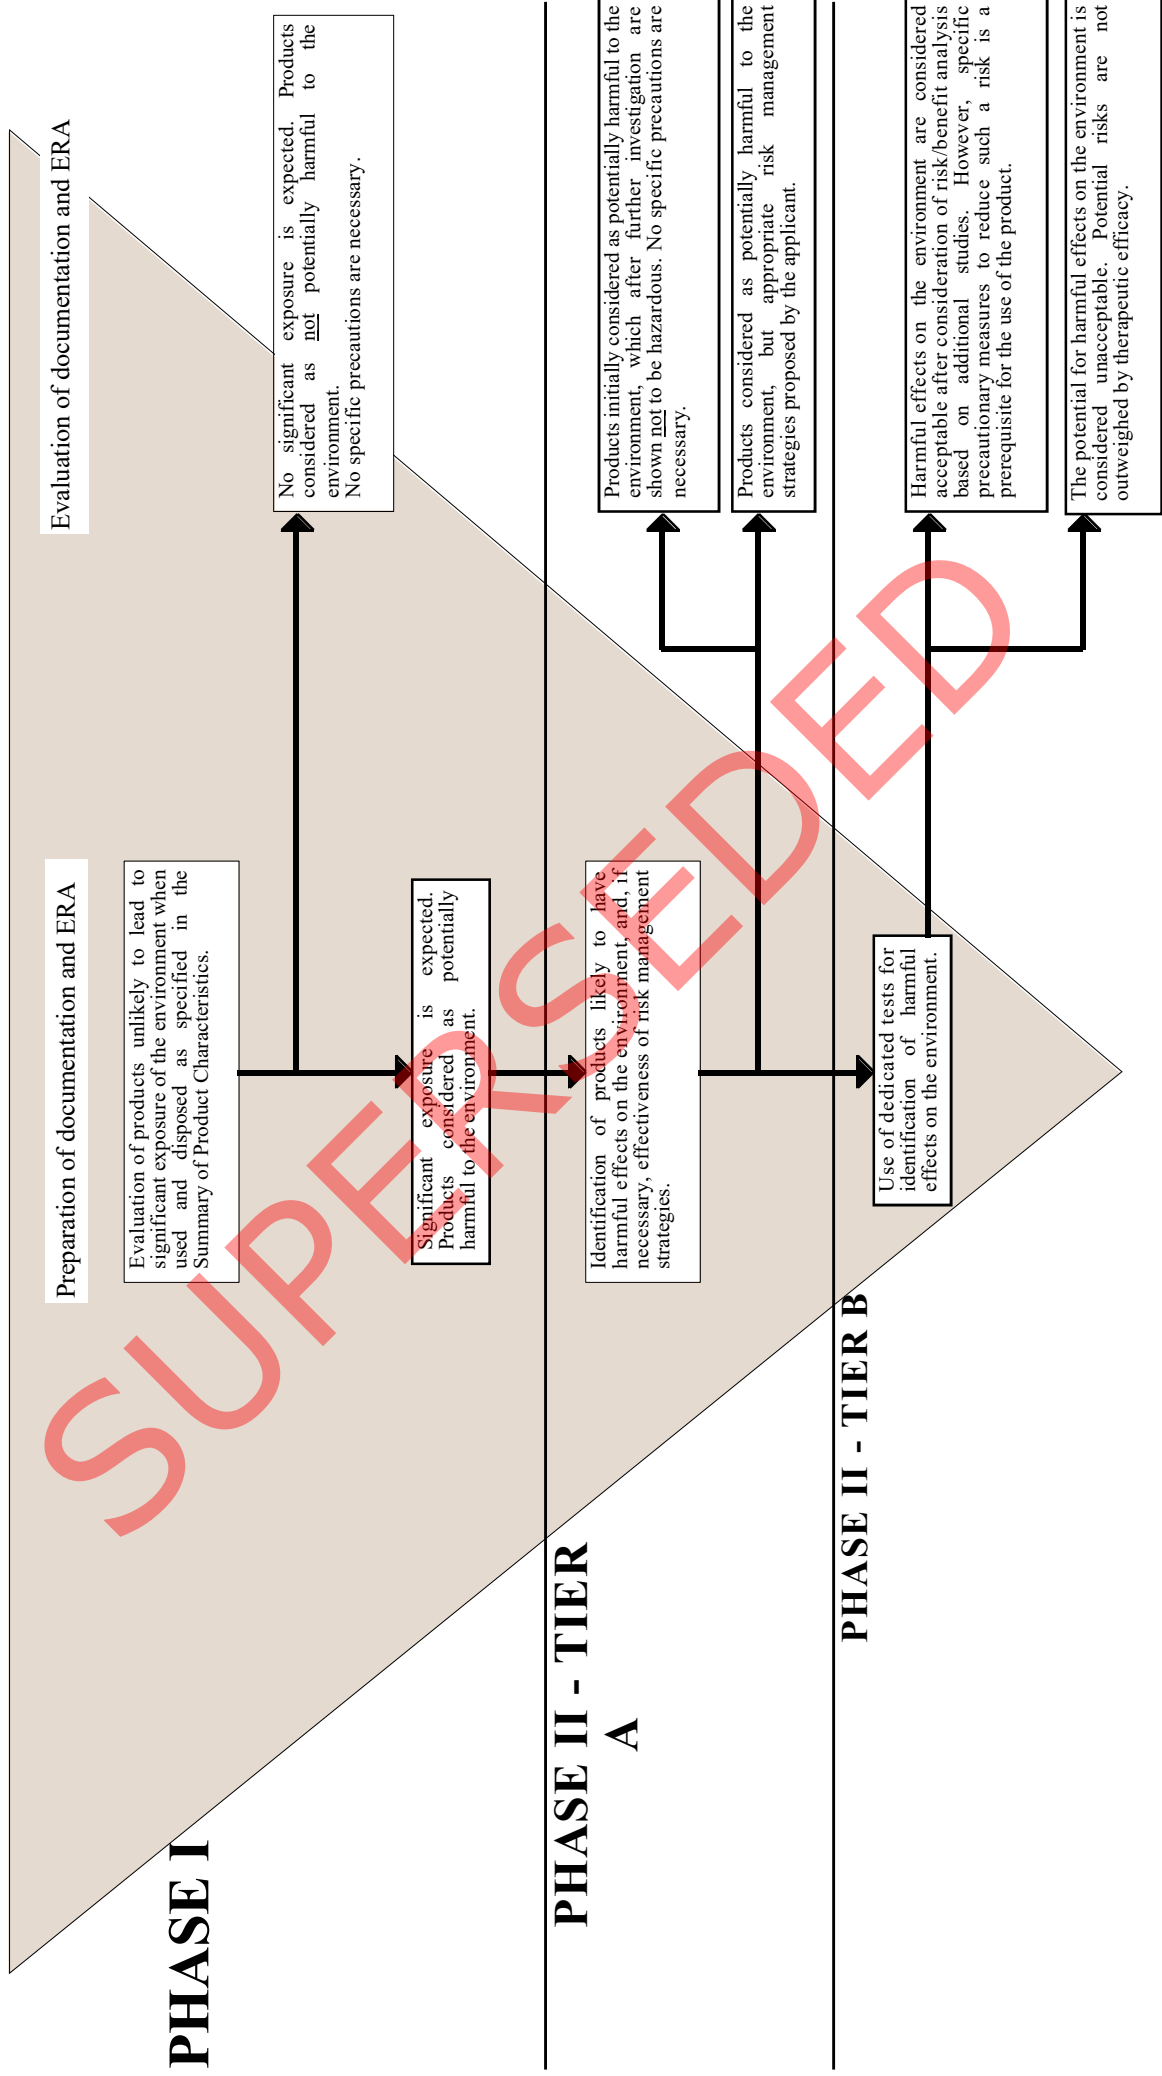 Preparation of documentation and ERA
Evaluation of documentation and ERA
PHASE I
Evaluation of products unlikely to lead to
significant exposure of the environment when
used and disposed as specified in the
Summary of Product Characteristics.
No significant exposure is expected. Products
considered as not potentially harmful to the
environment.
No specific precautions are necessary.
Significant exposure is expected.
Products considered as potentially
harmful to the environment.
PHASE II - TIER
A
Identification of products likely to have
harmful effects on the environment, and, if
necessary, effectiveness of risk management
strategies.
Products initially considered as potentially harmful to the
environment, which after further investigation are
shown not to be hazardous. No specific precautions are
necessary.
Products considered as potentially harmful to the
environment, but appropriate risk management
strategies proposed by the applicant.
PHASE II - TIER B
Use of dedicated tests for
identification of harmful
effects on the environment.
Harmful effects on the environment are considered
acceptable after consideration of risk/benefit analysis
based on additional studies. However, specific
precautionary measures to reduce such a risk is a
prerequisite for the use of the product.
The potential for harmful effects on the environment is
considered unacceptable. Potential risks are not
outweighed by therapeutic efficacy.
SUPERSEDED